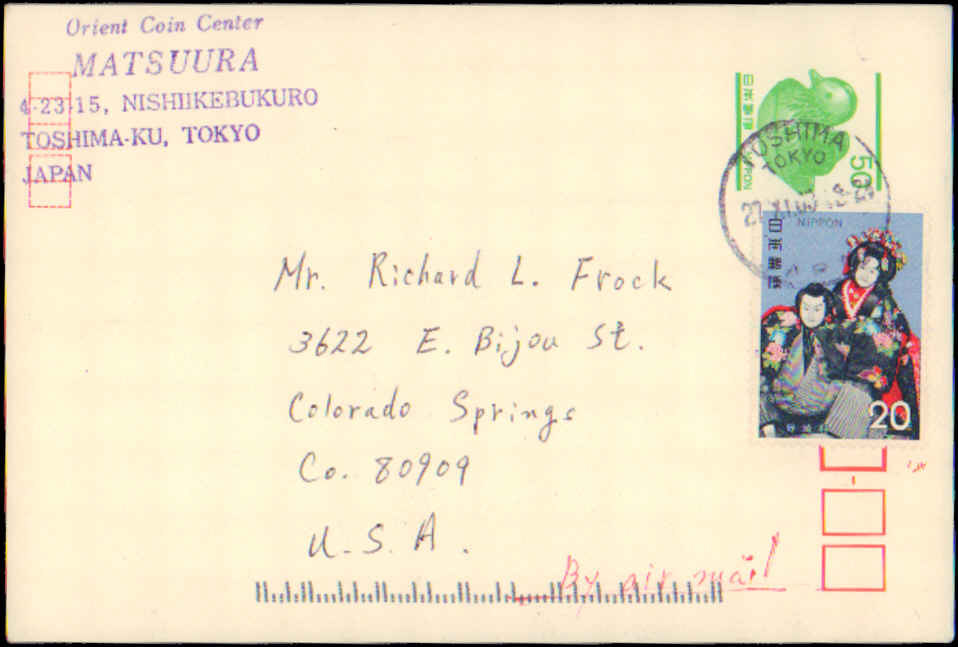 Orient Coin Center
MATSUURA
4-23-15, NISHIIKEBUKURO
TOSHIMA-KU, TOKYO
JAPAN
日本郵便
NIPPON
50
TOSHIMA
TOKYO
日本郵便
NIPPON
20
Mr. Richard L. Frock
3622 E. Bijou St.
Colorado Springs
Co. 80909
U.S.A.
By air mail